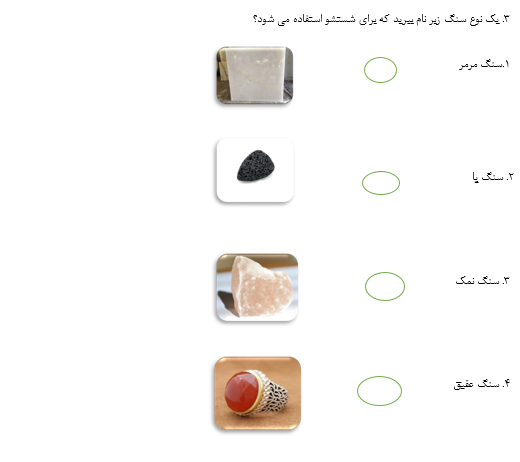 ۳. یک نوع سنگ زیر نام ببرید که برای شستشو استفاده می شود؟
۱.سنگ مرمر
۲. سنگ پا
۳. سنگ نمک
۴. سنگ عقیق